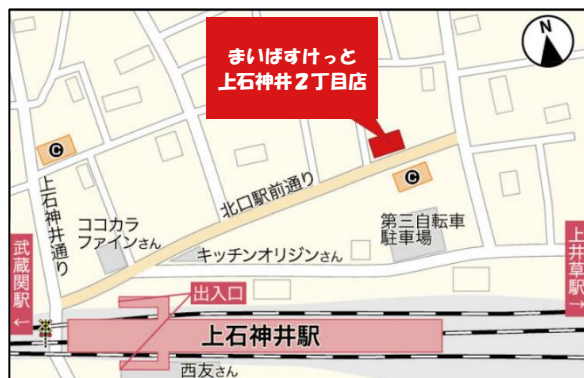 まいばすけっと
上石神井2丁目店
N
C
上石神井通り
ココカラ
ファインさん
北口駅前通り
C
第三自転車
駐車場
キッチンオリジンさん
武蔵関駅
←
上井草駅
→
出入口
上石神井駅
西友さん